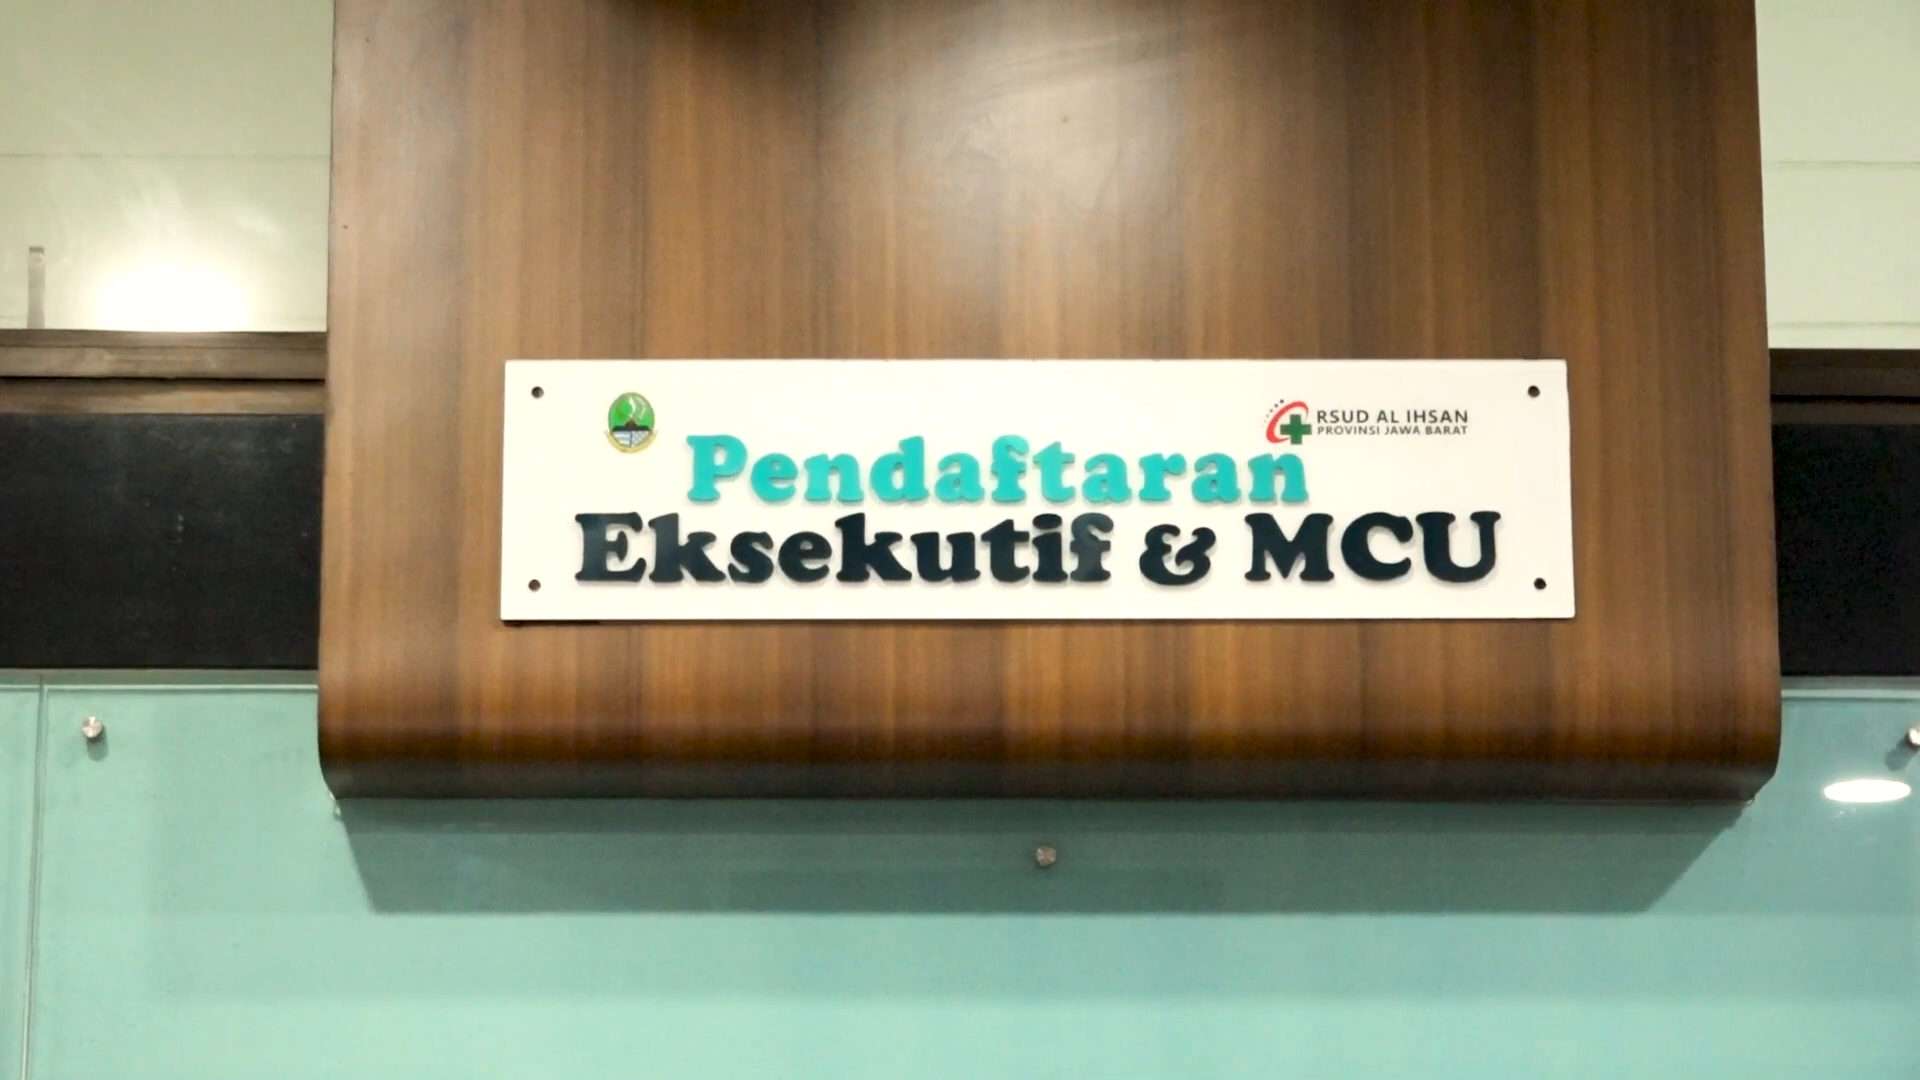 RSUD AL IHSAN
PROVINSI JAWA BARAT
Pendaftaran
Eksekutif & MCU